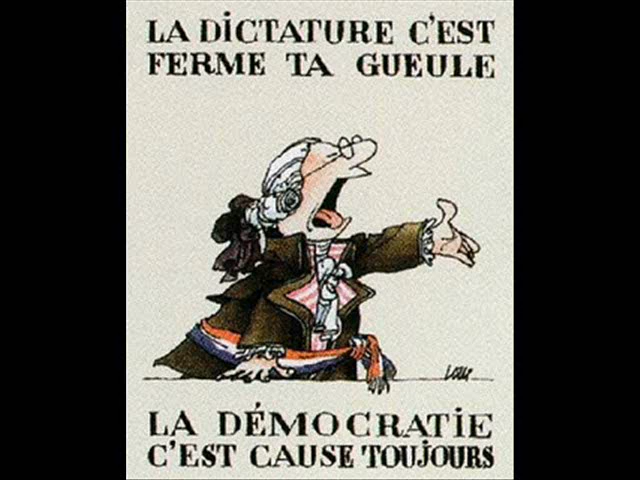 LA DICTATURE C'EST
FERME TA GUEULE
LA DÉMOCRATIE
C'EST CAUSE TOUJOURS